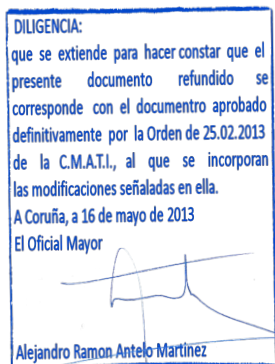 DILIGENCIA:
que se extiende para hacer constar que el
presente documento refundido se
corresponde con el documentro aprobado
definitivamente por la Orden de 25.02.2013
de la C.M.A.T.I., al que se incorporan
las modificaciones señaladas en ella.
A Coruña, a 16 de mayo de 2013
El Oficial Mayor
Alejandro Ramon Antelo Martinez